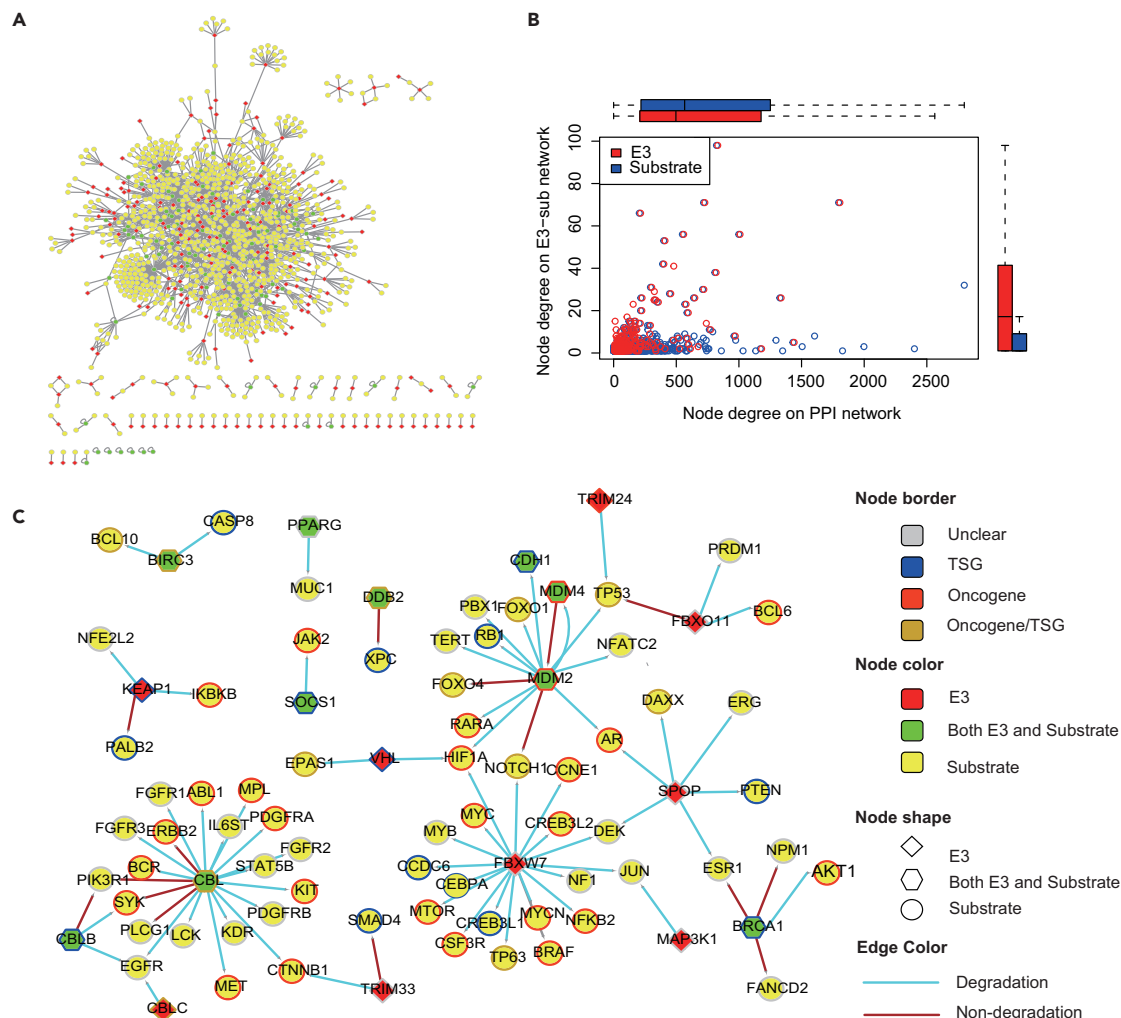 A
B
E3
Substrate
0
20
40
60
80
100
Node degree on E3−sub network
0
500
1000
1500
2000
2500
Node degree on PPI network
C
TRIM24
CASP8
BCL10
BIRC3
PPARG
MUC1
CDH1
MDM4
TP53
PRDM1
FBXO11
BCL6
DDB2
PBX1
FOXO1
TERT
RB1
NFATC2
NFE2L2
JAK2
XPC
KEAP1
IKBKB
SOCS1
FOXO4
MDM2
DAXX
ERG
PALB2
RARA
AR
EPAS1
VHL
HIF1A
NOTCH1
CCNE1
SPOP
PTEN
FGFR1
ABL1
MPL
FGFR3
ERBB2
IL6ST
PDGFRA
MYC
CREB3L2
MYB
DEK
NPM1
BCR
STAT5B
FGFR2
CCDC6
FBXW7
PIK3R1
CBL
KIT
CEBPA
NF1
JUN
ESR1
AKT1
SYK
PDGFRB
SMAD4
MTOR
CREB3L1
MYCN
NFKB2
CBLB
PLCG1
LCK
KDR
CSF3R
TP63
BRAF
MAP3K1
BRCA1
EGFR
CTNNB1
MET
TRIM33
FANCD2
CBLC
Node border
Unclear
TSG
Oncogene
Oncogene/TSG
Node color
E3
Both E3 and Substrate
Substrate
Node shape
E3
Both E3 and Substrate
Substrate
Edge Color
Degradation
Non-degradation